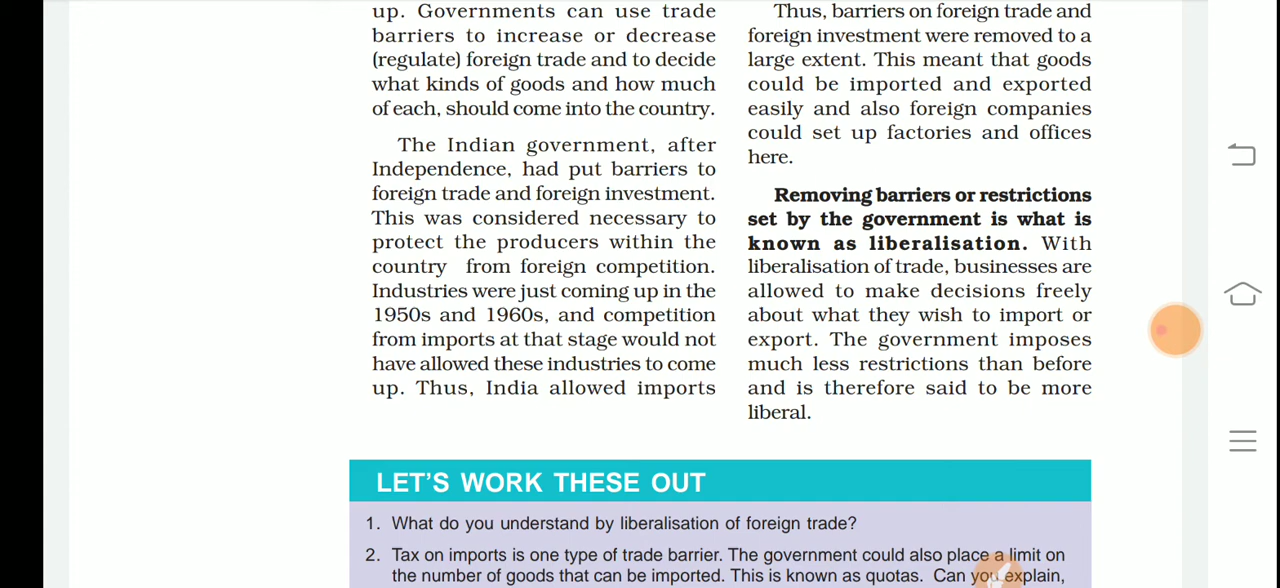 up. Governments can use trade
barriers to increase or decrease
(regulate) foreign trade and to decide
what kinds of goods and how much
of each, should come into the country.
The Indian government, after
Independence, had put barriers to
foreign trade and foreign investment.
This was considered necessary to
protect the producers within the
country from foreign competition.
Industries were just coming up in the
1950s and 1960s, and competition
from imports at that stage would not
have allowed these industries to come
up. Thus, India allowed imports
Thus, barriers on foreign trade and
foreign investment were removed to a
large extent. This meant that goods
could be imported and exported
easily and also foreign companies
could set up factories and offices
here.
Removing barriers or restrictions
set by the government is what is
known as liberalisation. With
liberalisation of trade, businesses are
allowed to make decisions freely
about what they wish to import or
export. The government imposes
much less restrictions than before
and is therefore said to be more
liberal.
LET'S WORK THESE OUT
1. What do you understand by liberalisation of foreign trade?
2. Tax on imports is one type of trade barrier. The government could also place a limit on
the number of goods that can be imported. This is known as quotas. Can you explain,